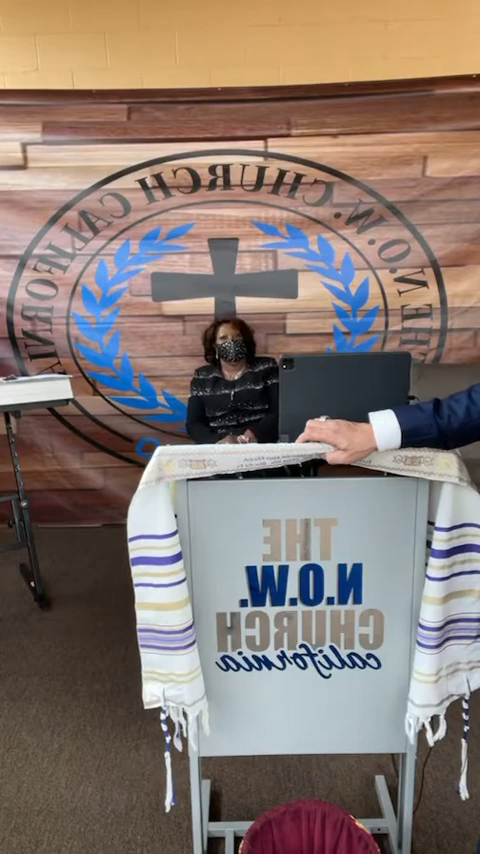 THE N.O.W. CHURCH CALIFORNIA
THE
N.O.W.
CHURCH
california